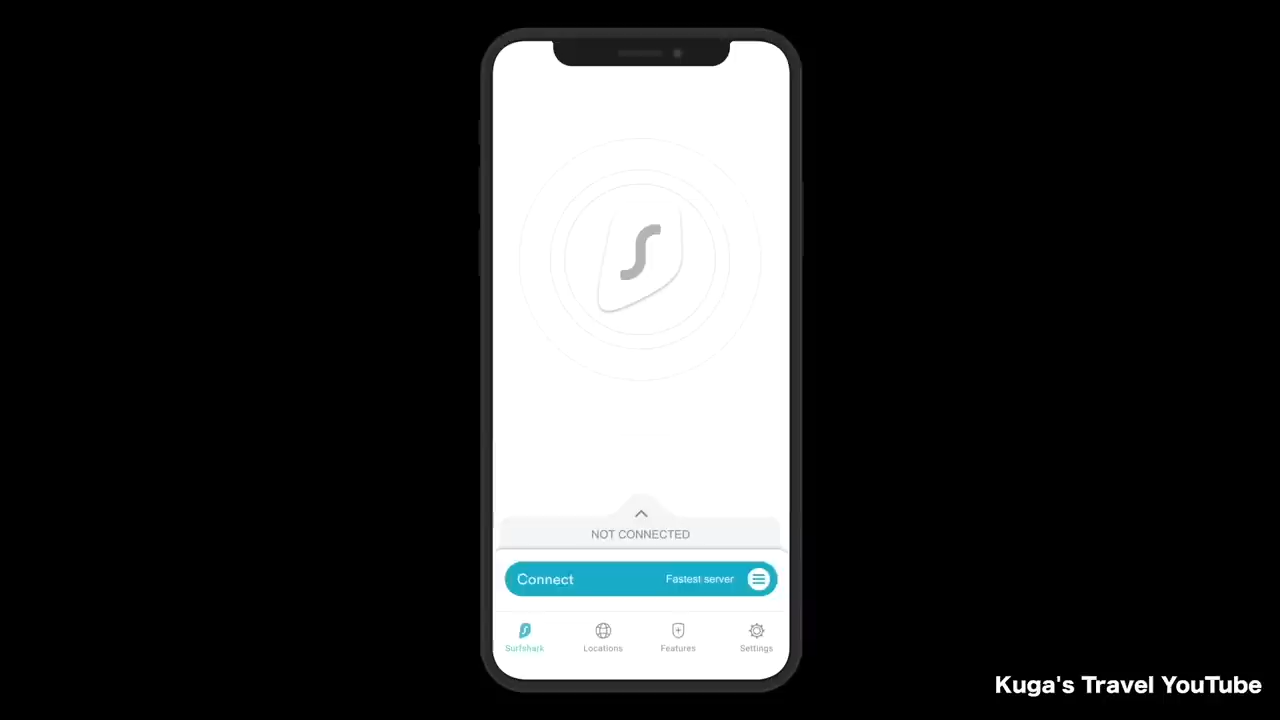 NOT CONNECTED
Connect Fastest server
Surfshark Locations Features Settings
Kuga's Travel YouTube